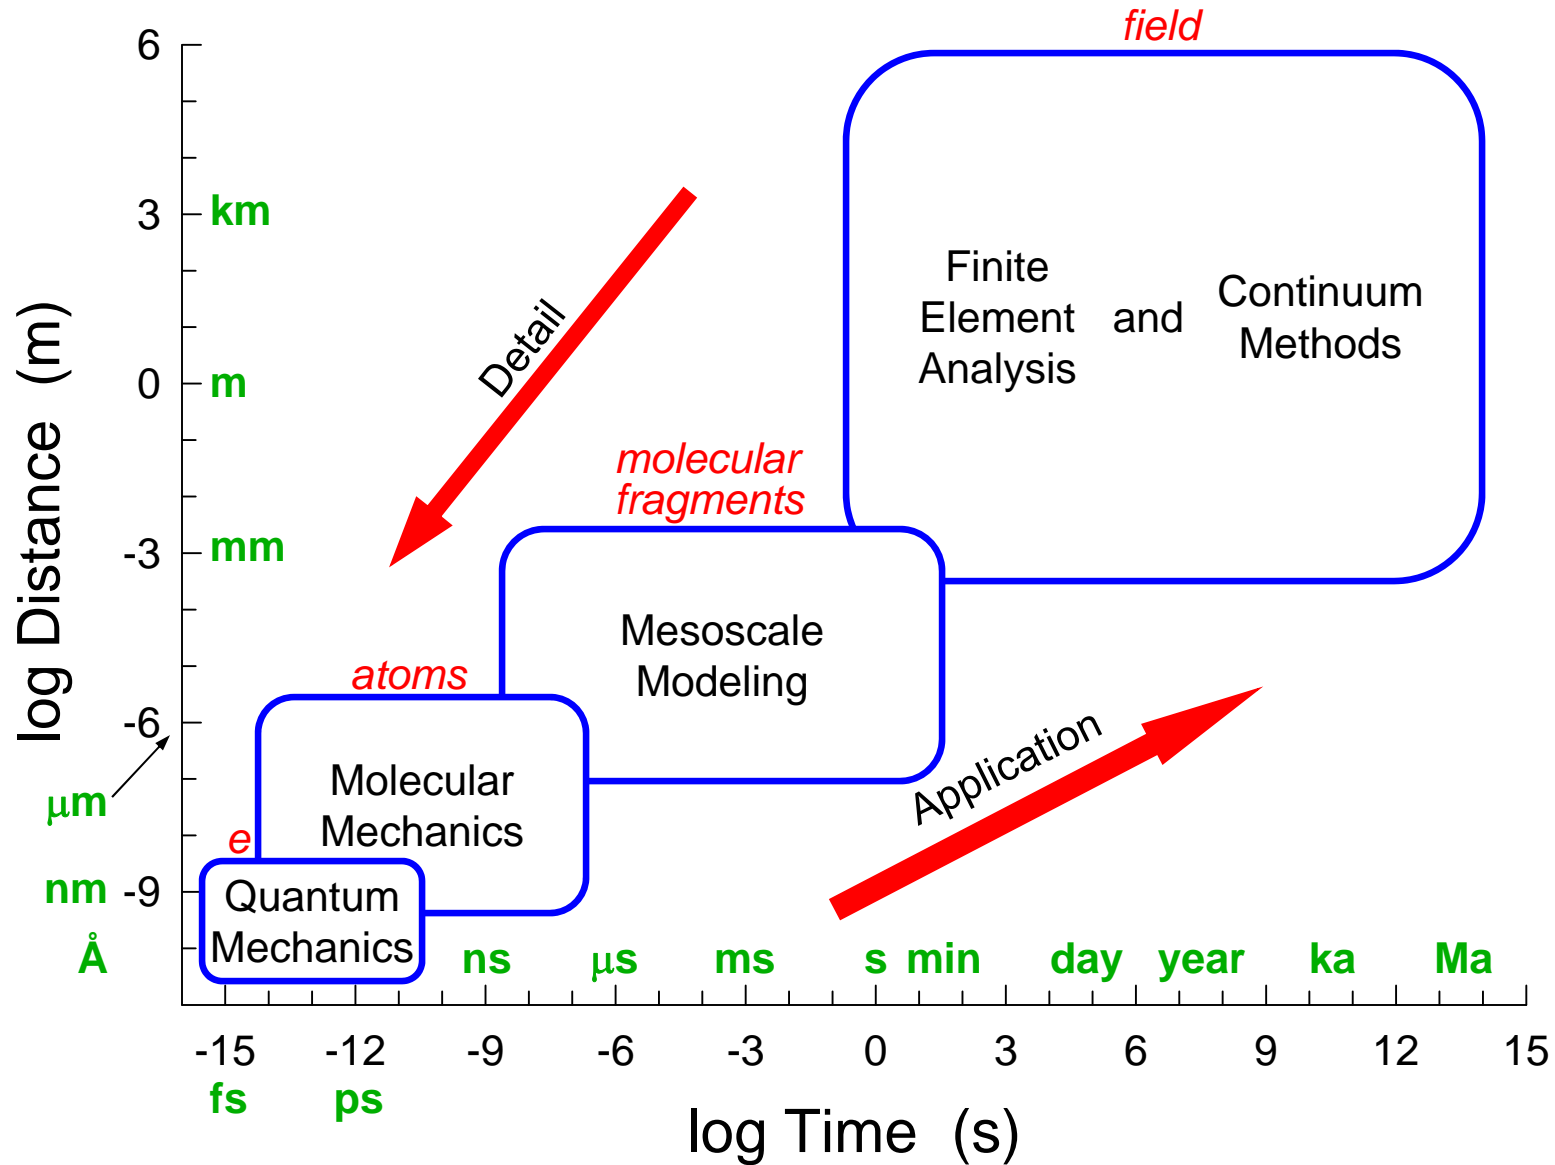 field
6
3
0
-3
-6
-9
km
m
mm
μm
nm
Å
log Distance (m)
Detail
Finite
Element
Analysis
and
Continuum
Methods
molecular
fragments
Mesoscale
Modeling
atoms
Molecular
Mechanics
e
Quantum
Mechanics
Application
ns μs ms s min day year ka Ma
-15 -12 -9 -6 -3 0 3 6 9 12 15
fs ps
log Time (s)